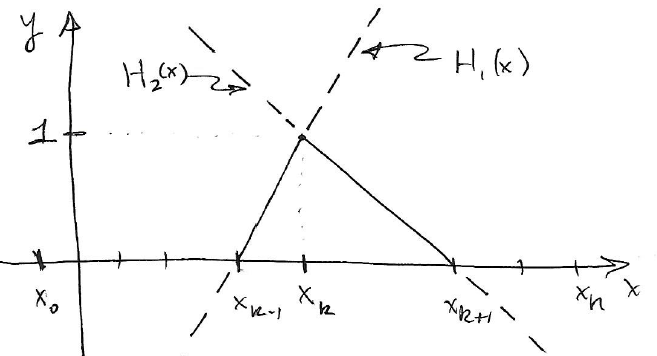 y
H₂(x)
H₁(x)
1
x₀
xₖ₋₁
xₖ
xₖ₊₁
xₙ
x